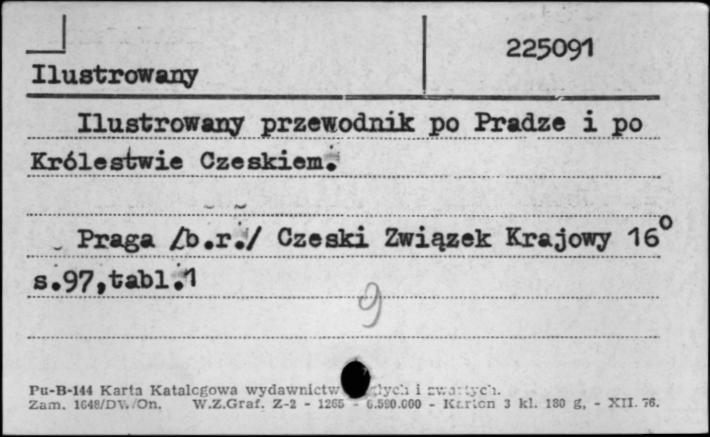 225091
Ilustrowany
Ilustrowany przewodnik po Pradze i po
Królestwie Czeskiem.
Praga /b.r./ Czeski Związek Krajowy 16°
s.97,tabl.1
9
Pu-B-144 Karta Katalogowa wydawnictw ciągłych i zwartych.
Zam. 1648/DW/On. W.Z.Graf. Z-2 - 1265 - 6.590.000 - Karton 3 kl. 180 g, - XII. 76.